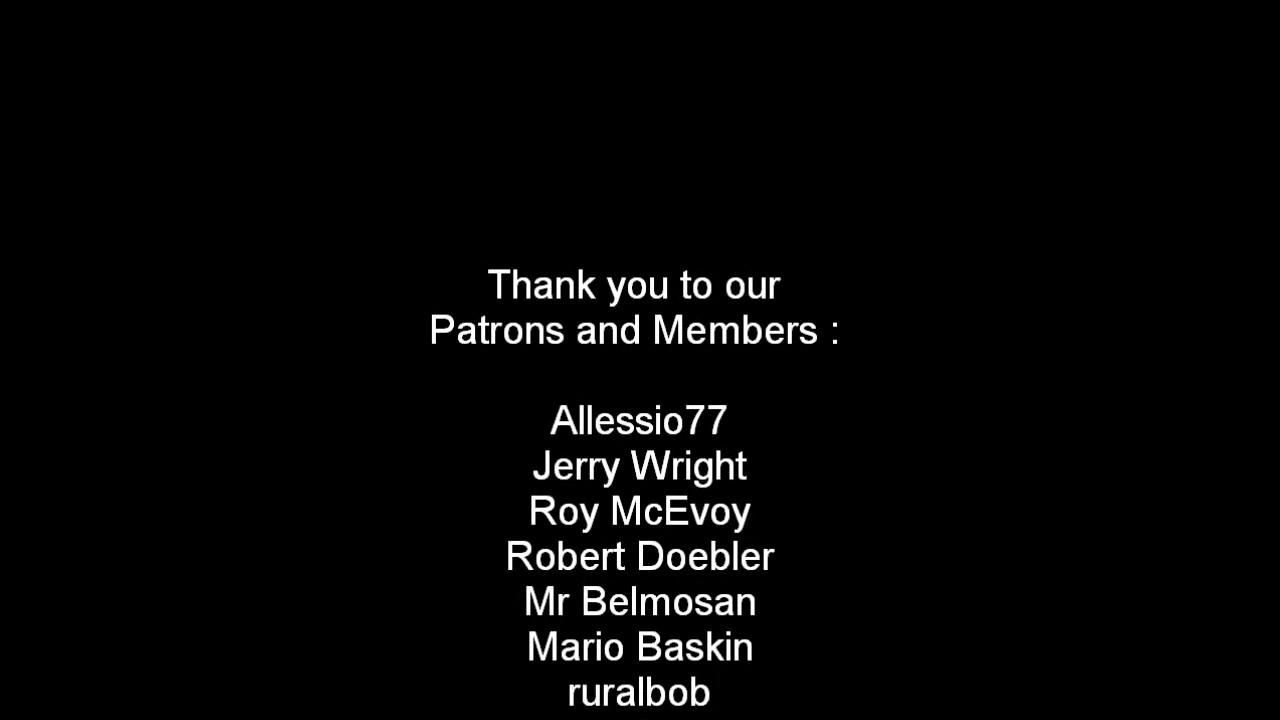 Thank you to our
Patrons and Members :
Allessio77
Jerry Wright
Roy McEvoy
Robert Doebler
Mr Belmosan
Mario Baskin
ruralbob